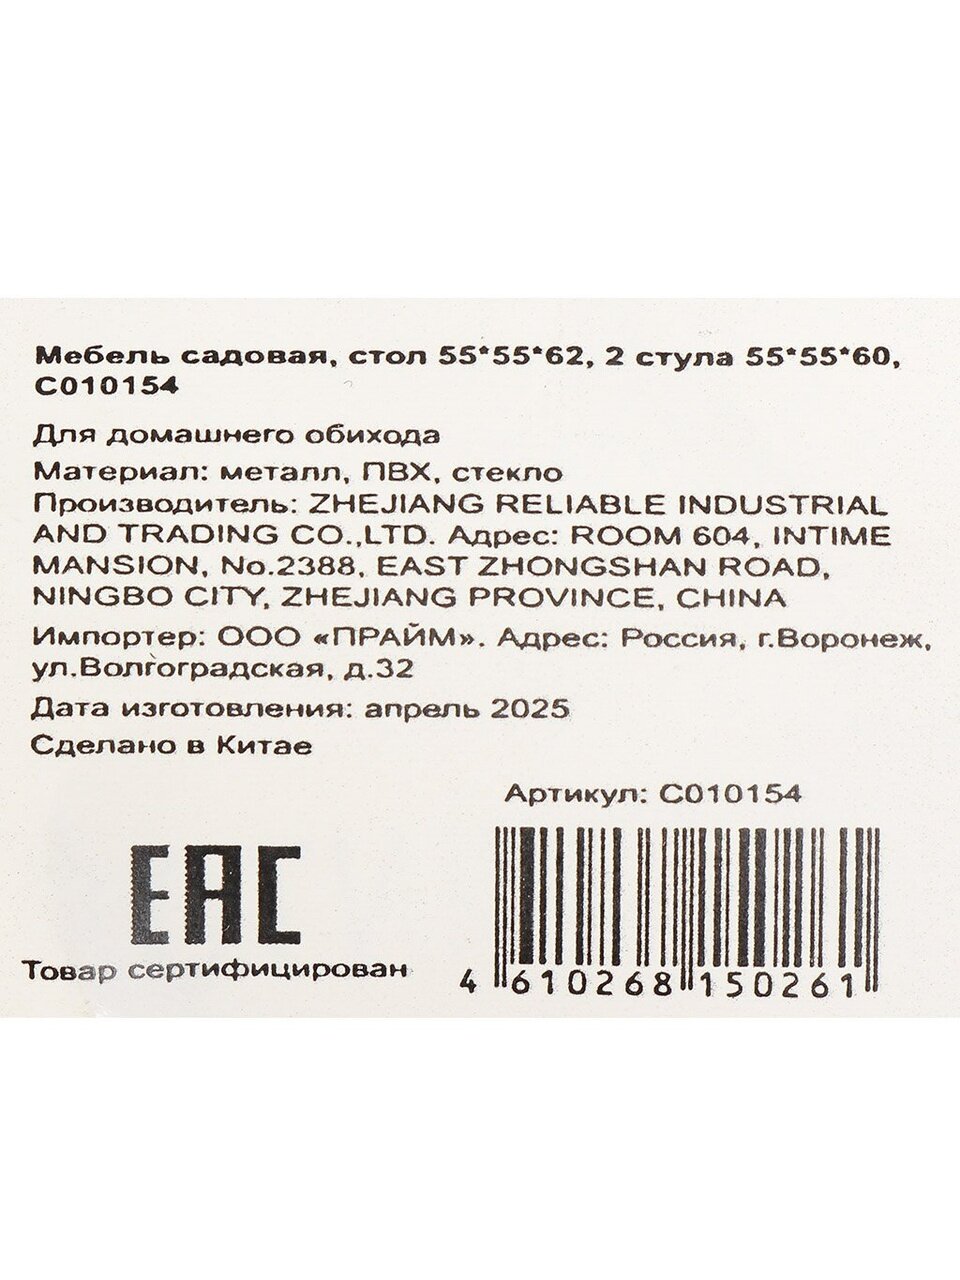 Мебель садовая, стол 55*55*62, 2 стула 55*55*60,
С010154
Для домашнего обихода
Материал: металл, ПВХ, стекло
Производитель: ZHEJIANG RELIABLE INDUSTRIAL
AND TRADING CO.,LTD. Адрес: ROOM 604, INTIME
MANSION, No.2388, EAST ZHONGSHAN ROAD,
NINGBO CITY, ZHEJIANG PROVINCE, CHINA
Импортер: ООО «ПРАЙМ». Адрес: Россия, г.Воронеж,
ул.Волгоградская, д.32
Дата изготовления: апрель 2025
Сделано в Китае
Артикул: С010154
ЕАС
Товар сертифицирован
4 610268 150261